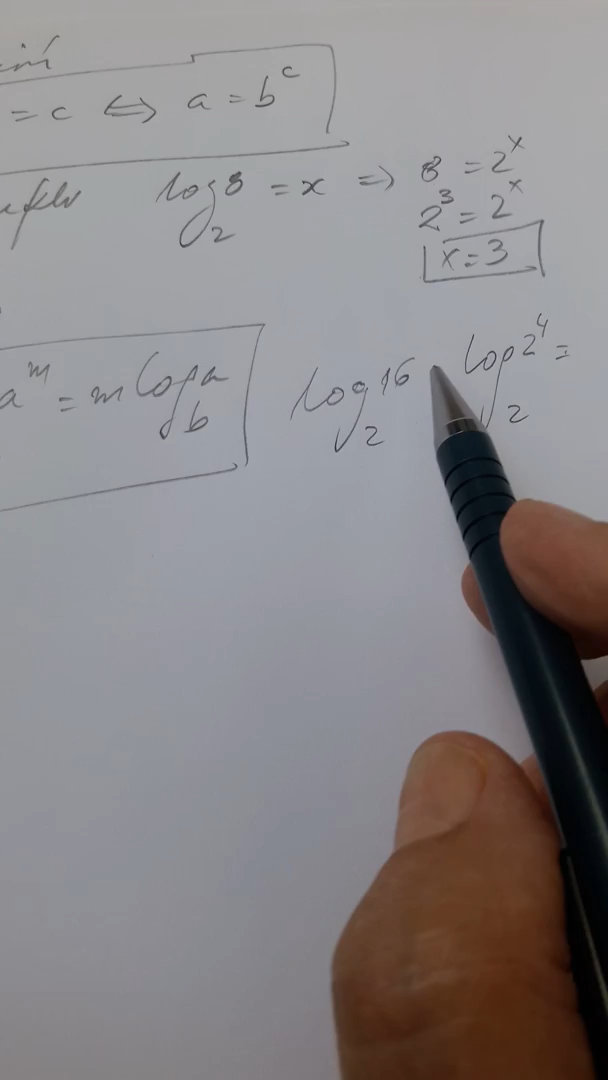 = c ⇔ a = b^c
log_2 8 = x ⇒ 8 = 2^x
2^3 = 2^x
x = 3
a^m = m log_b a
log_2 16 log_2 2^4 =